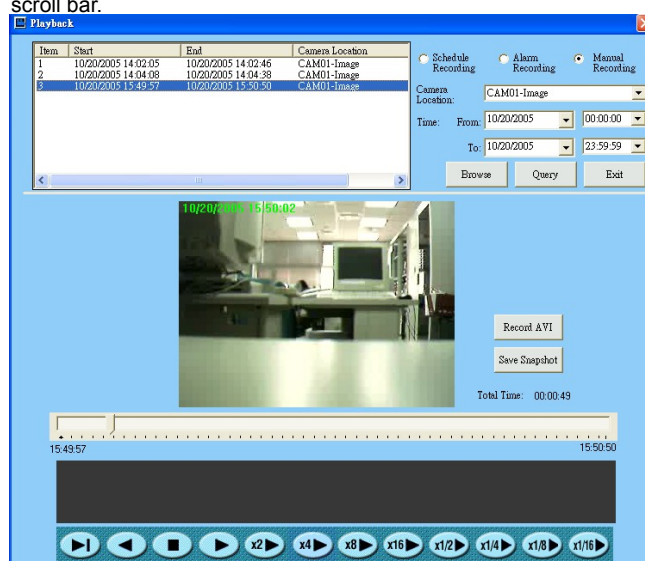 scroll bar.
Playback
Item Start End Camera Location
1 10/20/2005 14:02:05 10/20/2005 14:02:46 CAM01-Image
2 10/20/2005 14:04:08 10/20/2005 14:04:38 CAM01-Image
3 10/20/2005 15:49:57 10/20/2005 15:50:50 CAM01-Image
Schedule Recording
Alarm Recording
Manual Recording
Camera Location: CAM01-Image
Time: From: 10/20/2005 00:00:00
To: 10/20/2005 23:59:59
Browse Query Exit
10/20/2005 15:50:02
Record AVI
Save Snapshot
Total Time: 00:00:49
15:49:57 15:50:50
x2 x4 x8 x16 x1/2 x1/4 x1/8 x1/16